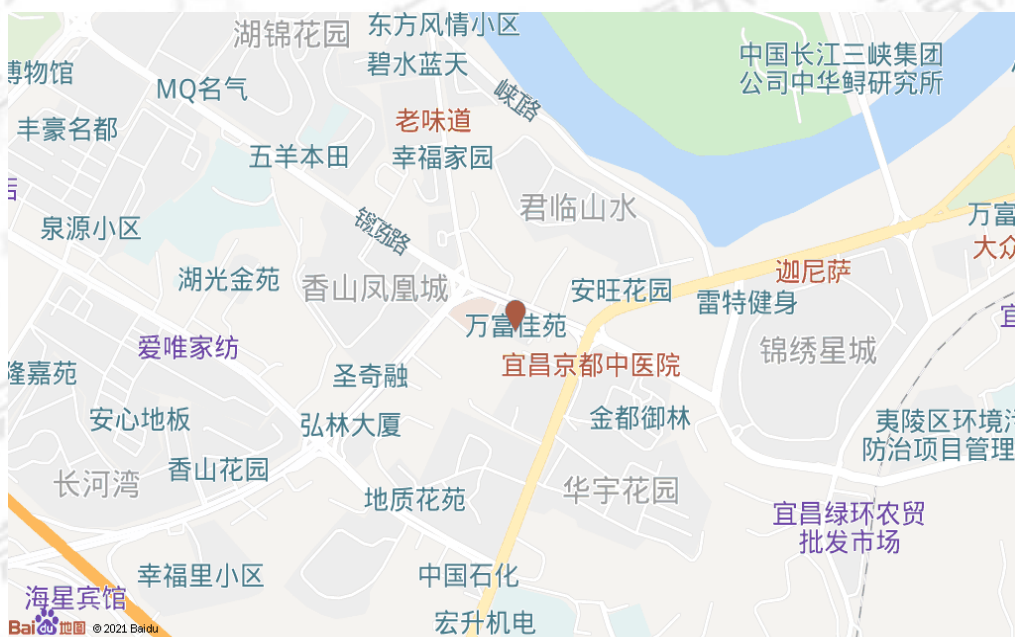 东方风情小区
湖锦花园
中国长江三峡集团
公司中华鲟研究所
碧水蓝天
博物馆
MQ名气
峡路
老味道
丰豪名都
五羊本田
幸福家园
君临山水
万富
泉源小区
大众
湖光金苑
香山凤凰城
安旺花园
迦尼萨
雷特健身
万富佳苑
宜
爱唯家纺
锦绣星城
隆嘉苑
圣奇融
宜昌京都中医院
安心地板
弘林大厦
金都御林
夷陵区环境污
防治项目管理
香山花园
长河湾
地质花苑
华宇花园
宜昌绿环农贸
批发市场
幸福里小区
中国石化
海星宾馆
宏升机电
Bai du 地图 © 2021 Baidu